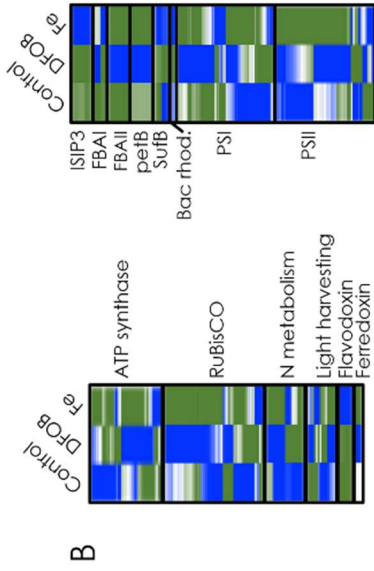 B
Control DFOB Fe
ATP synthase
RuBisCO
N metabolism
Light harvesting
Flavodoxin
Ferredoxin
Control DFOB Fe
ISIP3
FBAI
FBAII
petB
SufB
Bac rhod.
PSI
PSII